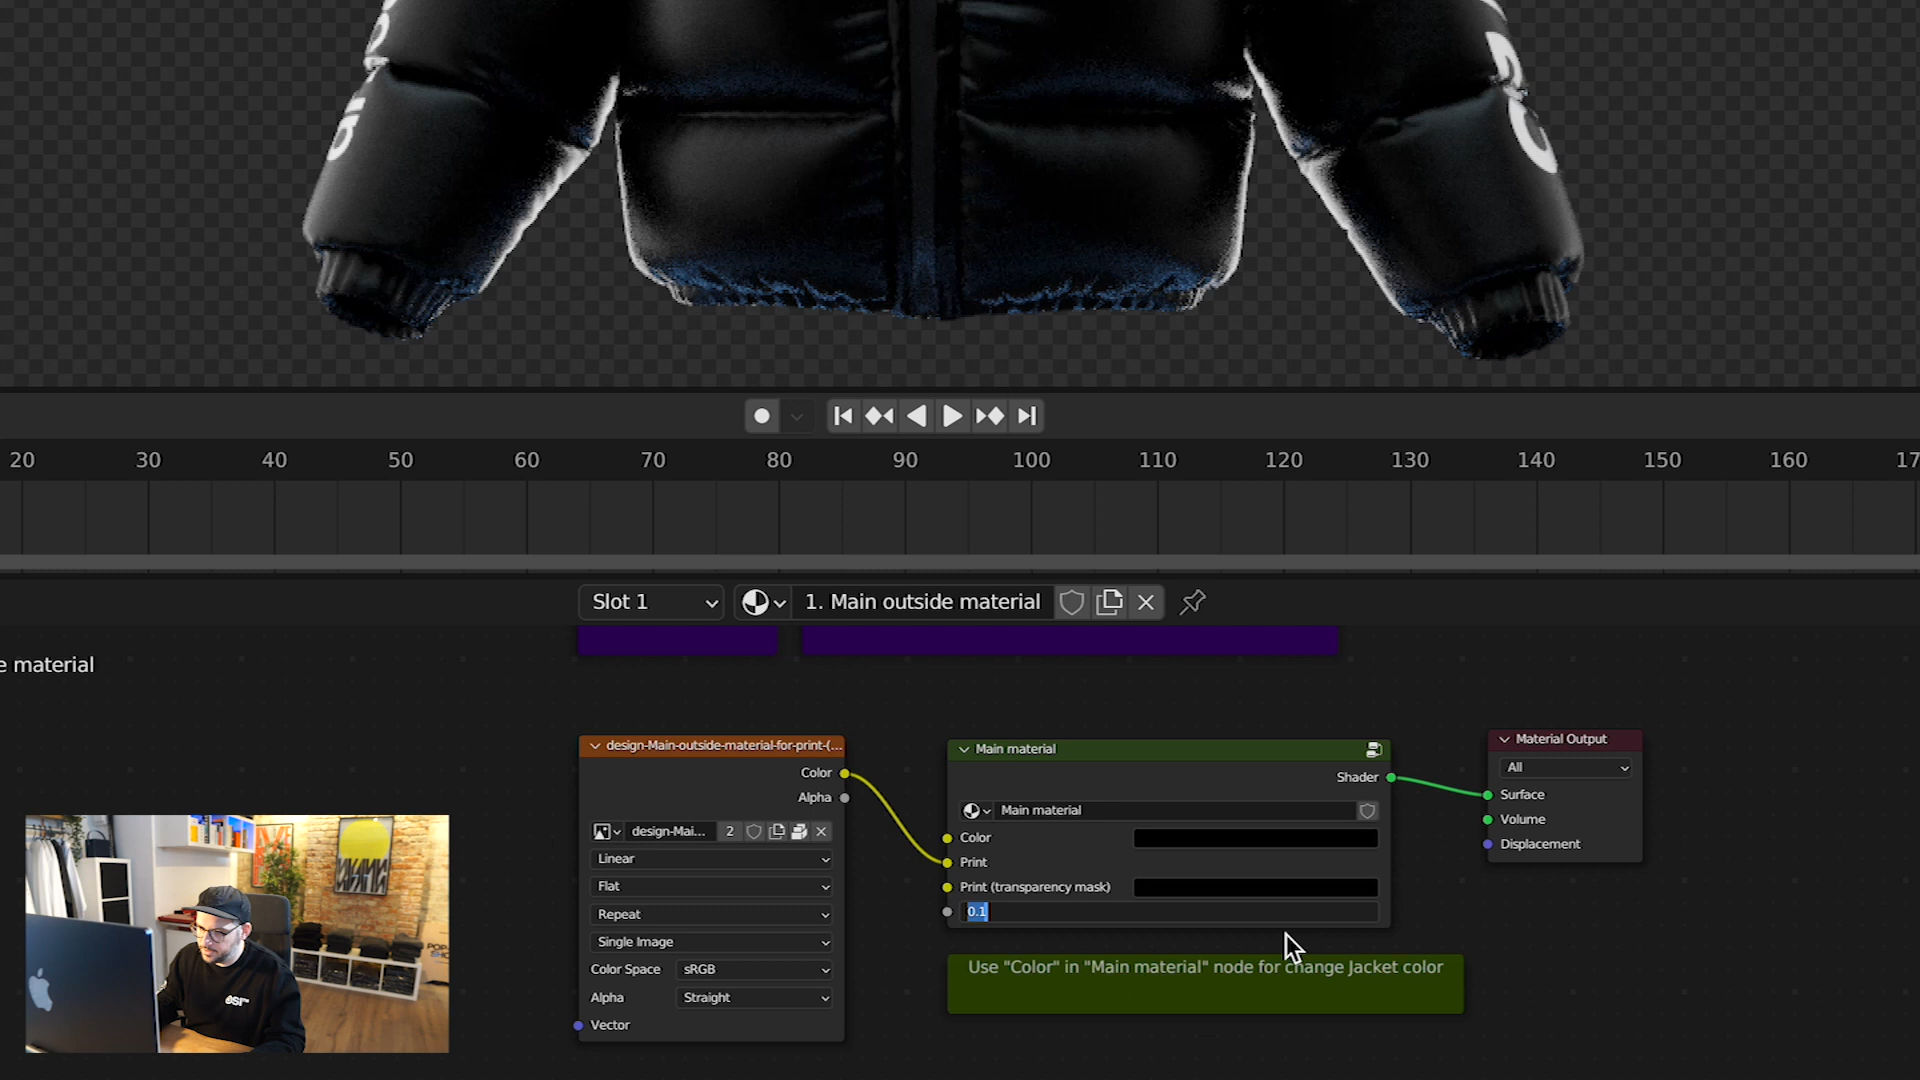 20 30 40 50 60 70 80 90 100 110 120 130 140 150 160 17
Slot 1
1. Main outside material
e material
design-Main-outside-material-for-print-(...
Color
Alpha
design-Mai...
2
Linear
Flat
Repeat
Single Image
Color Space
sRGB
Alpha
Straight
Vector
Main material
Shader
Main material
Color
Print
Print (transparency mask)
0.1
Use "Color" in "Main material" node for change Jacket color
Material Output
All
Surface
Volume
Displacement